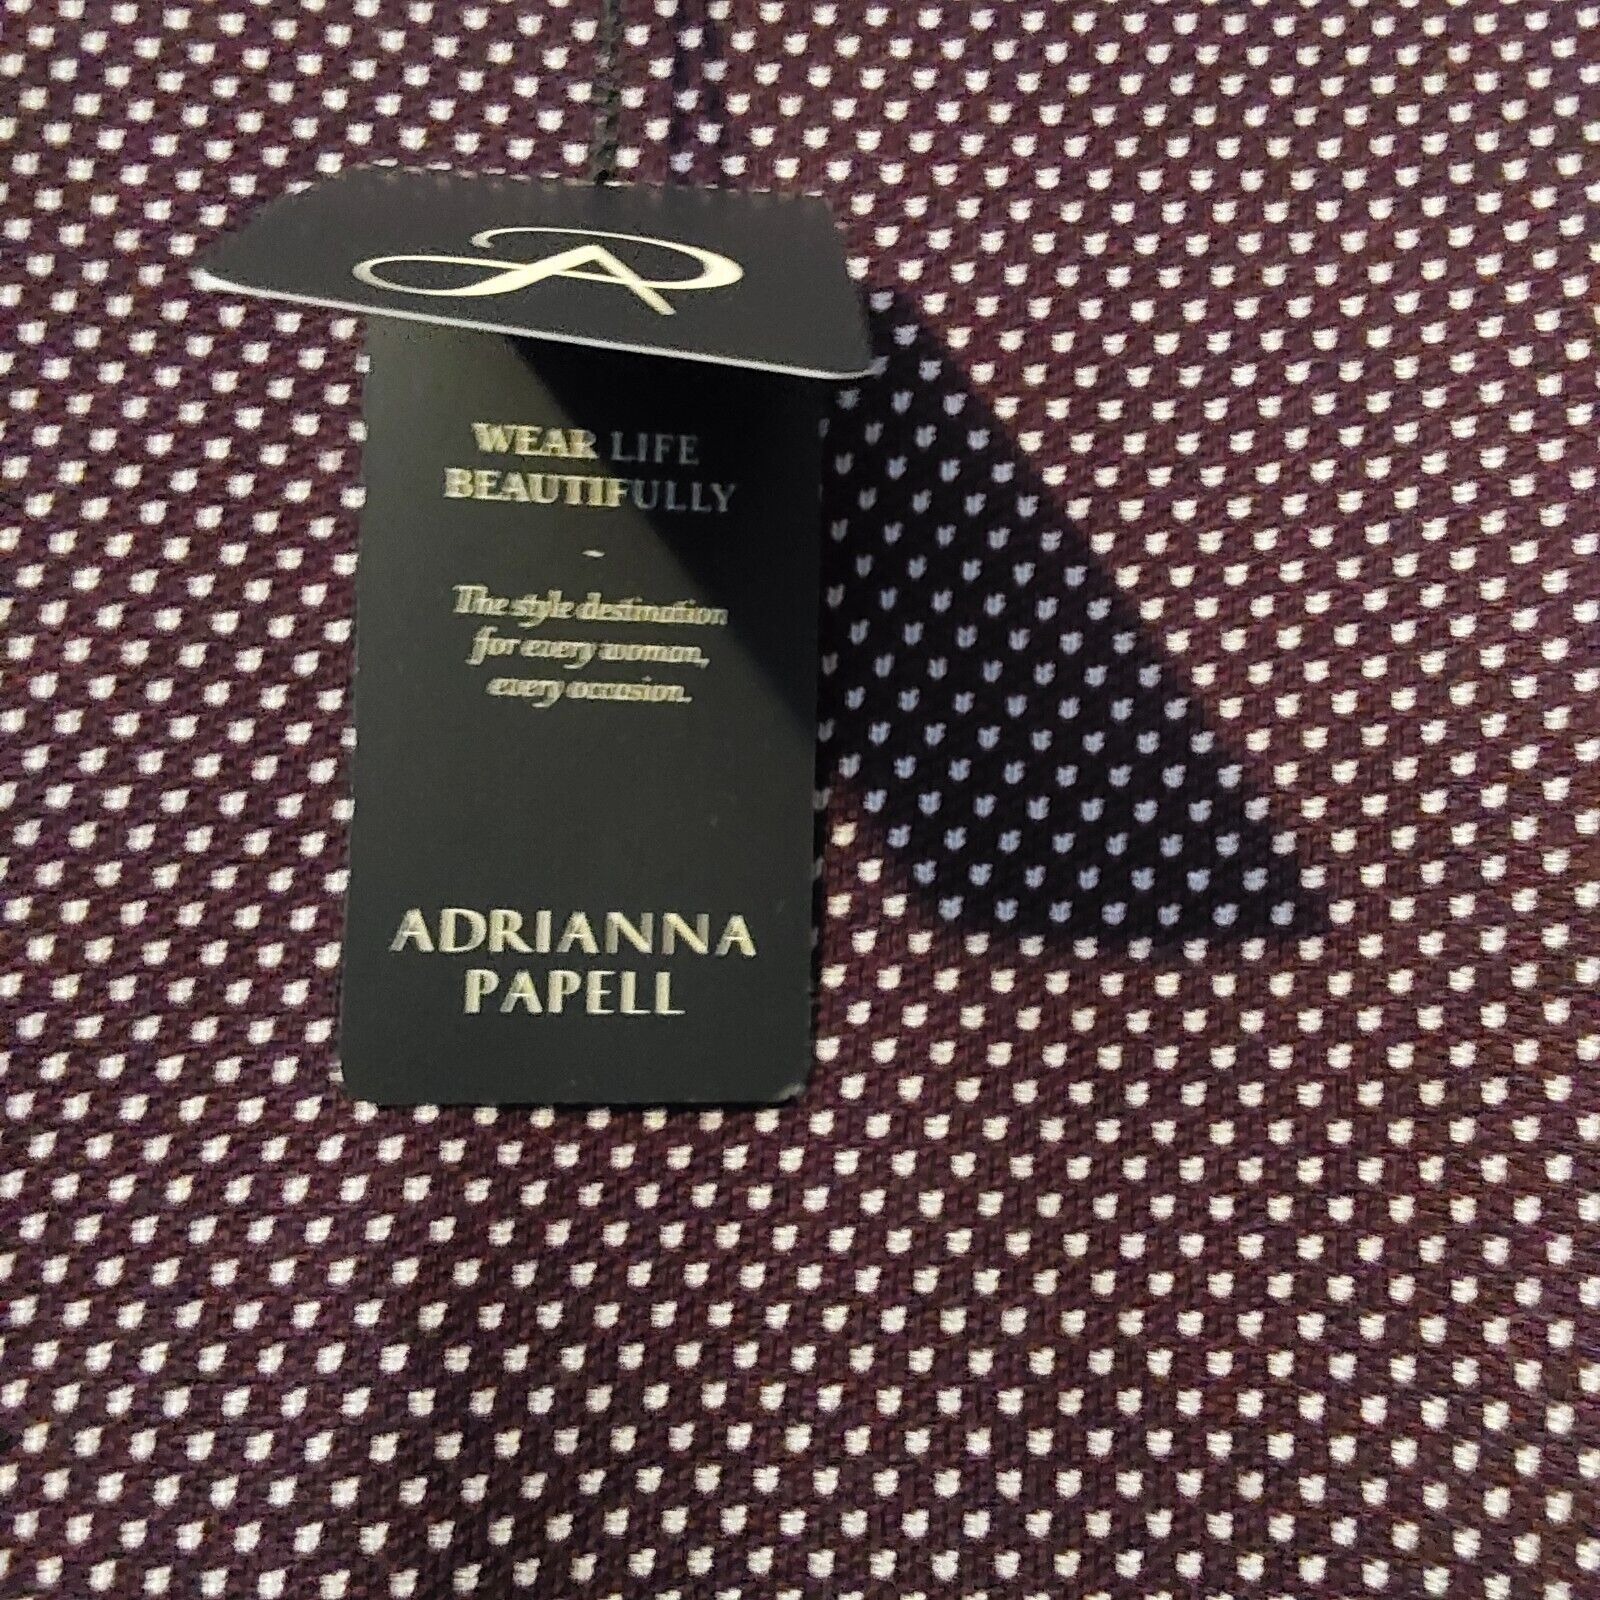 WEAR LIFE
BEAUTIFULLY
-
The style destination
for every woman,
every occasion.
ADRIANNA
PAPELL